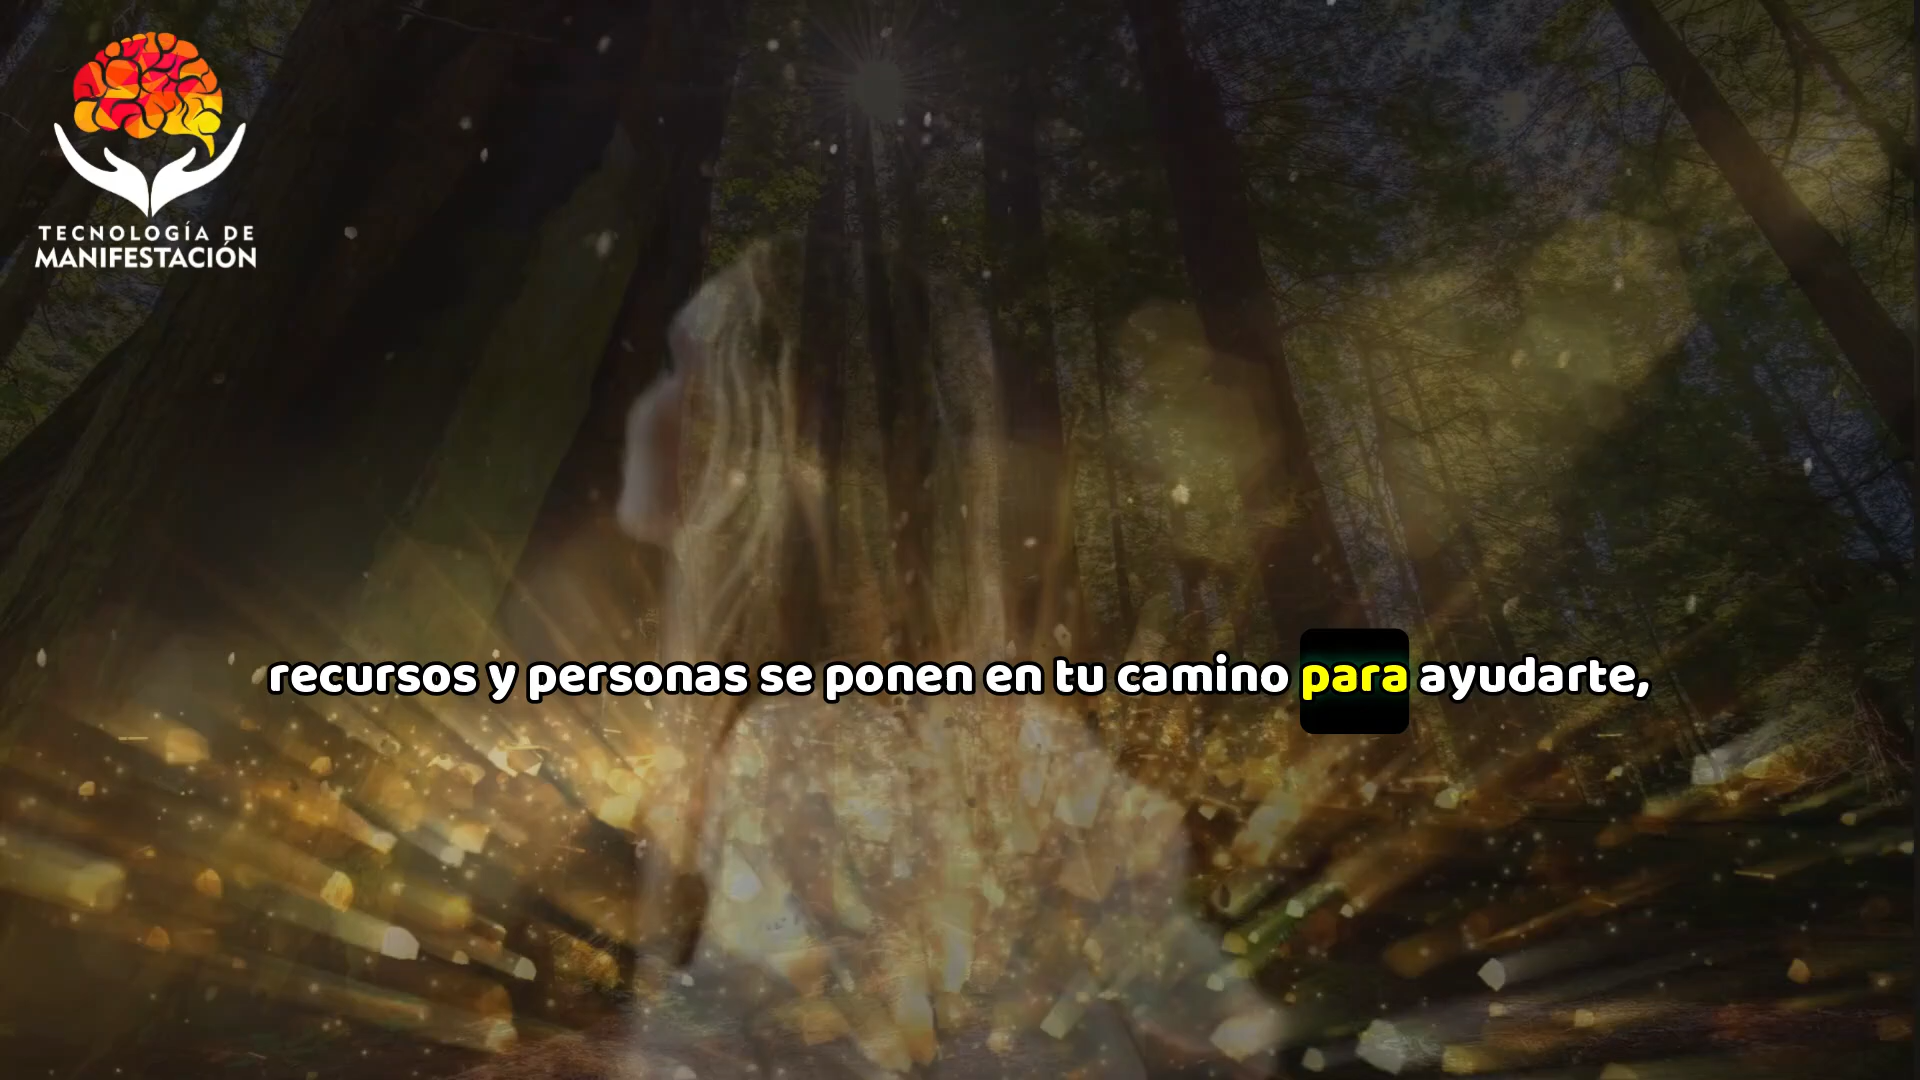 TECNOLOGÍA DE
MANIFESTACIÓN
recursos y personas se ponen en tu camino para ayudarte,